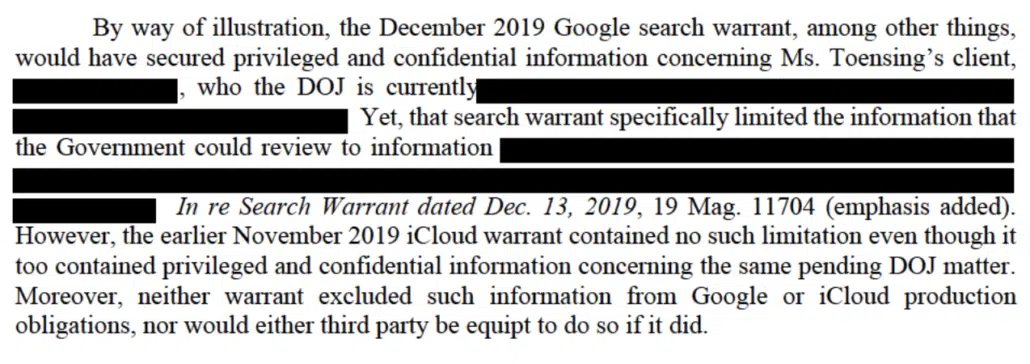 By way of illustration, the December 2019 Google search warrant, among other things,
would have secured privileged and confidential information concerning Ms. Toensing's client,
, who the DOJ is currently
Yet, that search warrant specifically limited the information that
the Government could review to information
In re Search Warrant dated Dec. 13, 2019, 19 Mag. 11704 (emphasis added).
However, the earlier November 2019 iCloud warrant contained no such limitation even though it
too contained privileged and confidential information concerning the same pending DOJ matter.
Moreover, neither warrant excluded such information from Google or iCloud production
obligations, nor would either third party be equipt to do so if it did.